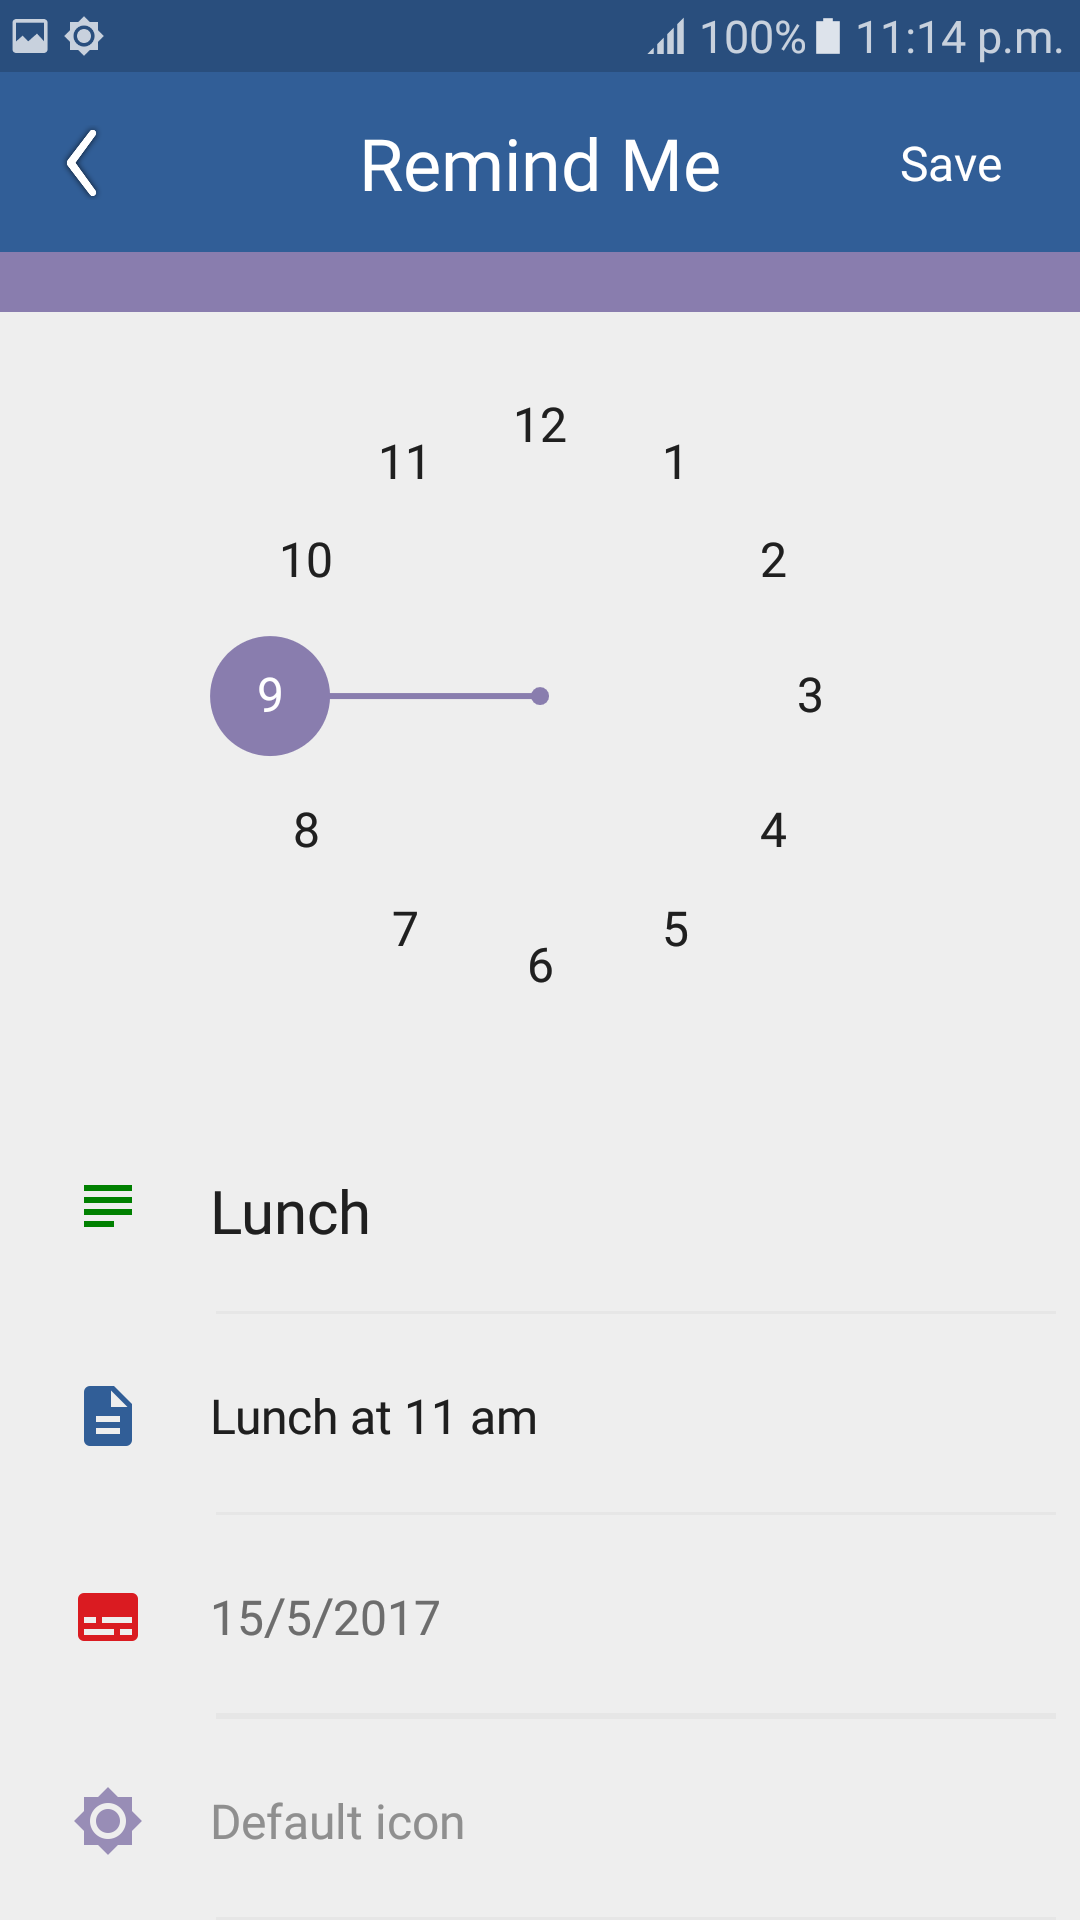 100% 11:14 p.m.
Remind Me Save
12
11 1
10 2
9 3
8 4
7 5
6
Lunch
Lunch at 11 am
15/5/2017
Default icon